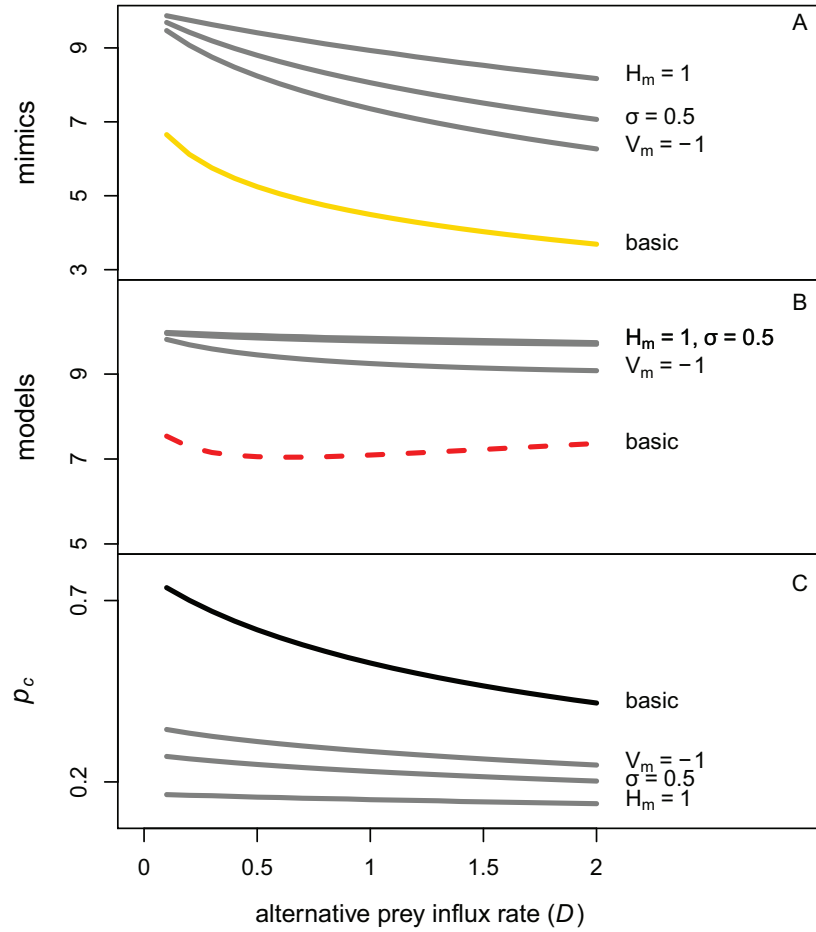 A
mimics
9
7
5
3
Hₘ = 1
σ = 0.5
Vₘ = −1
basic
B
models
9
7
5
Hₘ = 1, σ = 0.5
Vₘ = −1
basic
C
p_c
0.7
0.2
basic
Vₘ = −1
σ = 0.5
Hₘ = 1
0 0.5 1 1.5 2
alternative prey influx rate (D)